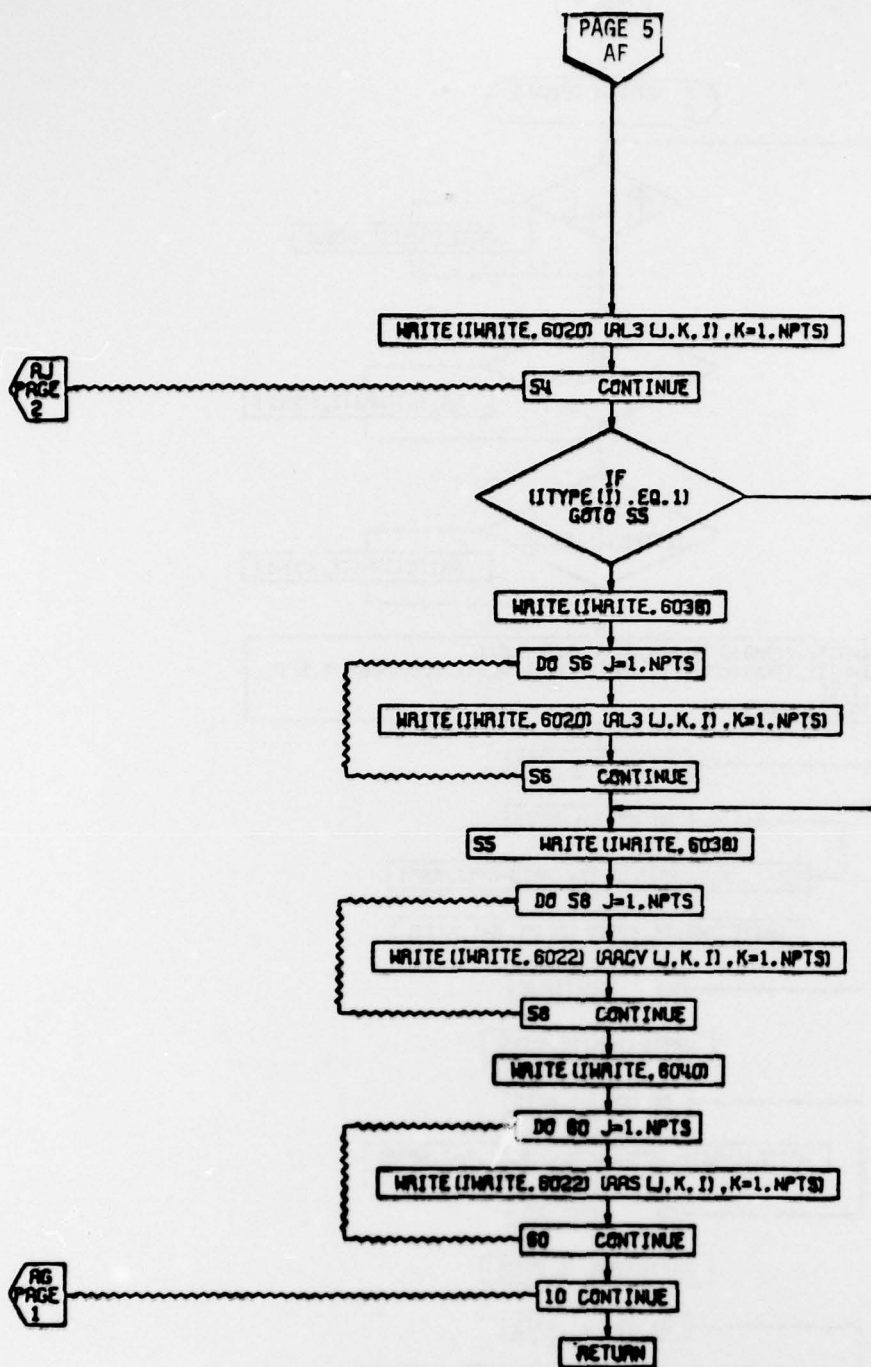 PAGE 5
AF
WRITE(IWRITE,6020) (AL3(J,K,I),K=1,NPTS)
AJ
PAGE
2
54 CONTINUE
IF
(ITYPE(I).EQ.1)
GOTO 55
WRITE(IWRITE,6036)
DO 56 J=1,NPTS
WRITE(IWRITE,6020) (AL3(J,K,I),K=1,NPTS)
56 CONTINUE
55 WRITE(IWRITE,6038)
DO 58 J=1,NPTS
WRITE(IWRITE,6022) (AACV(J,K,I),K=1,NPTS)
58 CONTINUE
WRITE(IWRITE,6040)
DO 60 J=1,NPTS
WRITE(IWRITE,6022) (AAS(J,K,I),K=1,NPTS)
60 CONTINUE
AG
PAGE
1
10 CONTINUE
RETURN